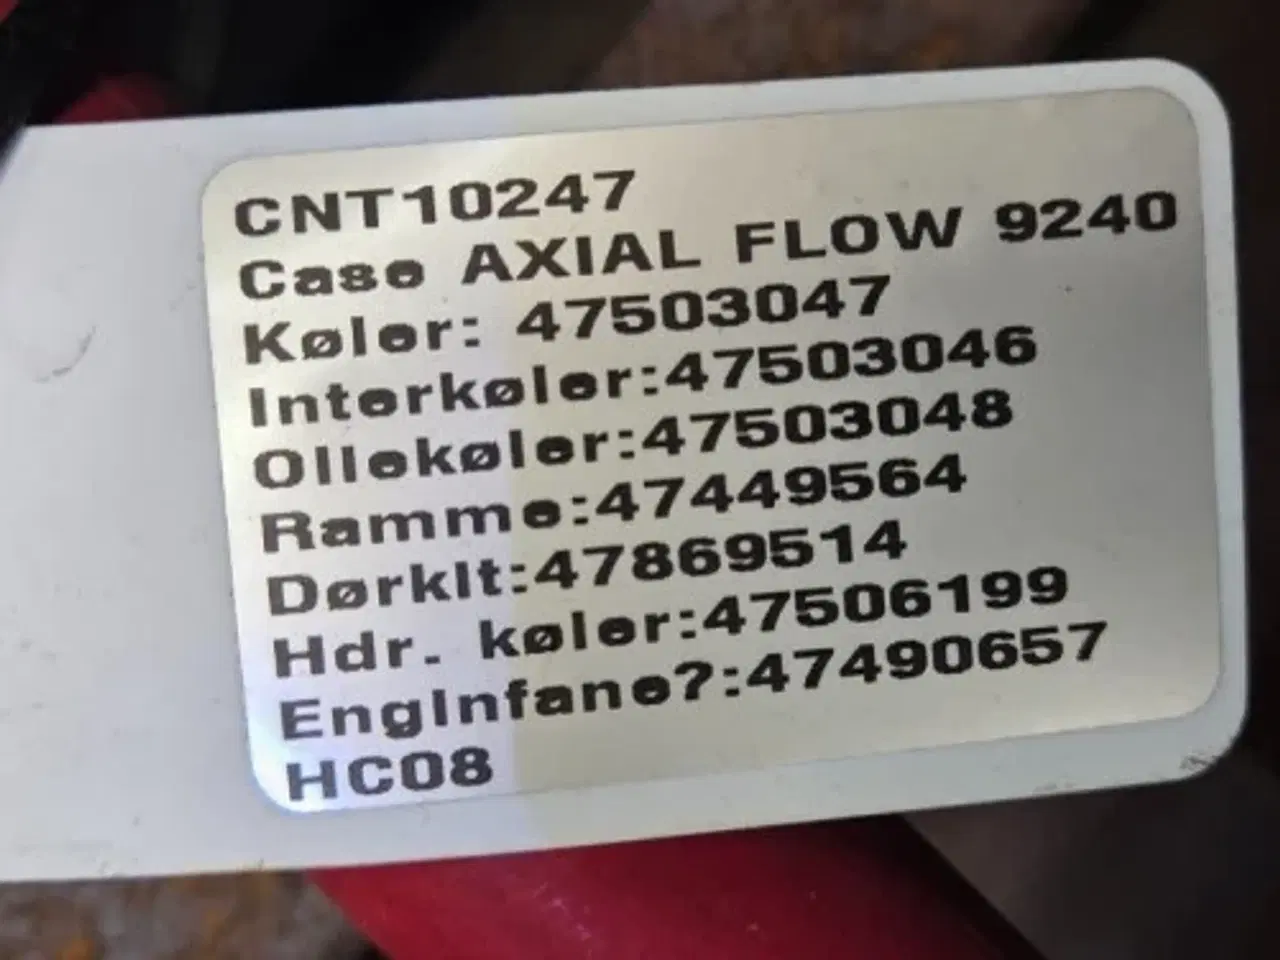 CNT10247
Case AXIAL FLOW 9240
Køler: 47503047
Interkøler:47503046
Oliekøler:47503048
Ramme:47449564
Dørkit:47869514
Hdr. køler:47506199
Enginfane?:47490657
HC08